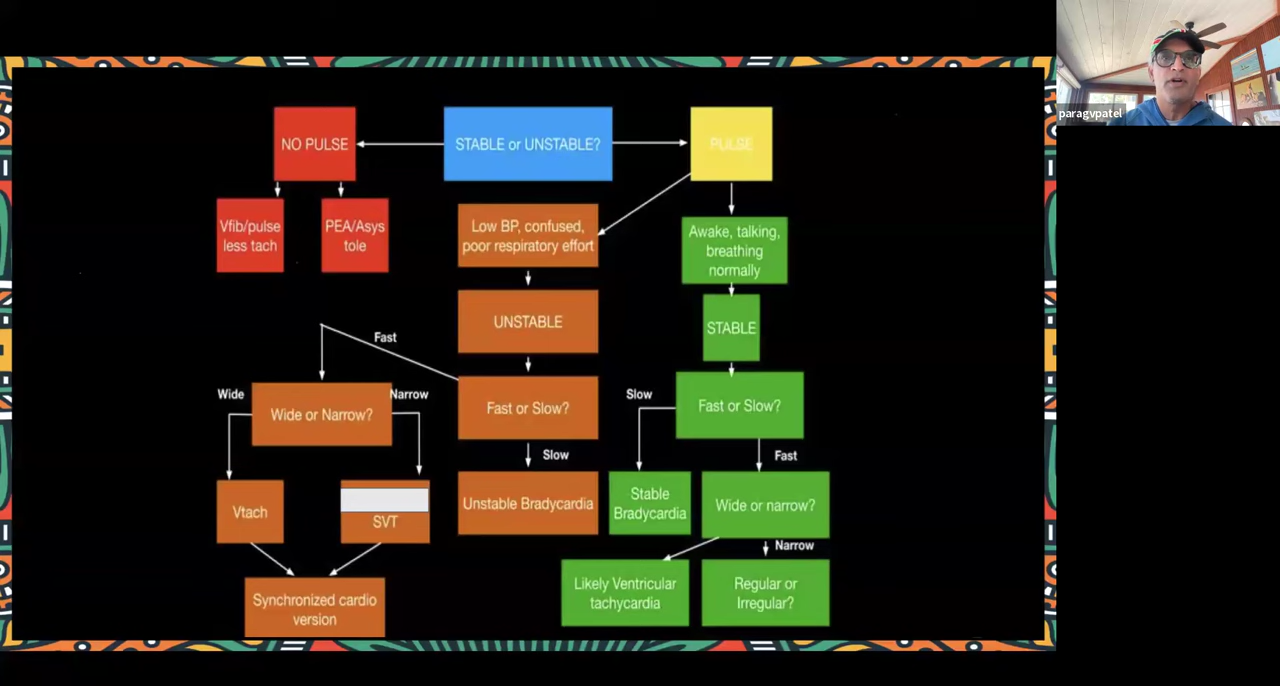 NO PULSE
STABLE or UNSTABLE?
PULSE
paragvpatel
Vfib/pulse
less tach
PEA/Asys
tole
Low BP, confused,
poor respiratory effort
Awake, talking,
breathing
normally
UNSTABLE
STABLE
Fast
Wide
Narrow
Wide or Narrow?
Fast or Slow?
Slow
Fast or Slow?
Slow
Fast
Vtach
SVT
Unstable Bradycardia
Stable
Bradycardia
Wide or narrow?
Narrow
Synchronized cardio
version
Likely Ventricular
tachycardia
Regular or
Irregular?